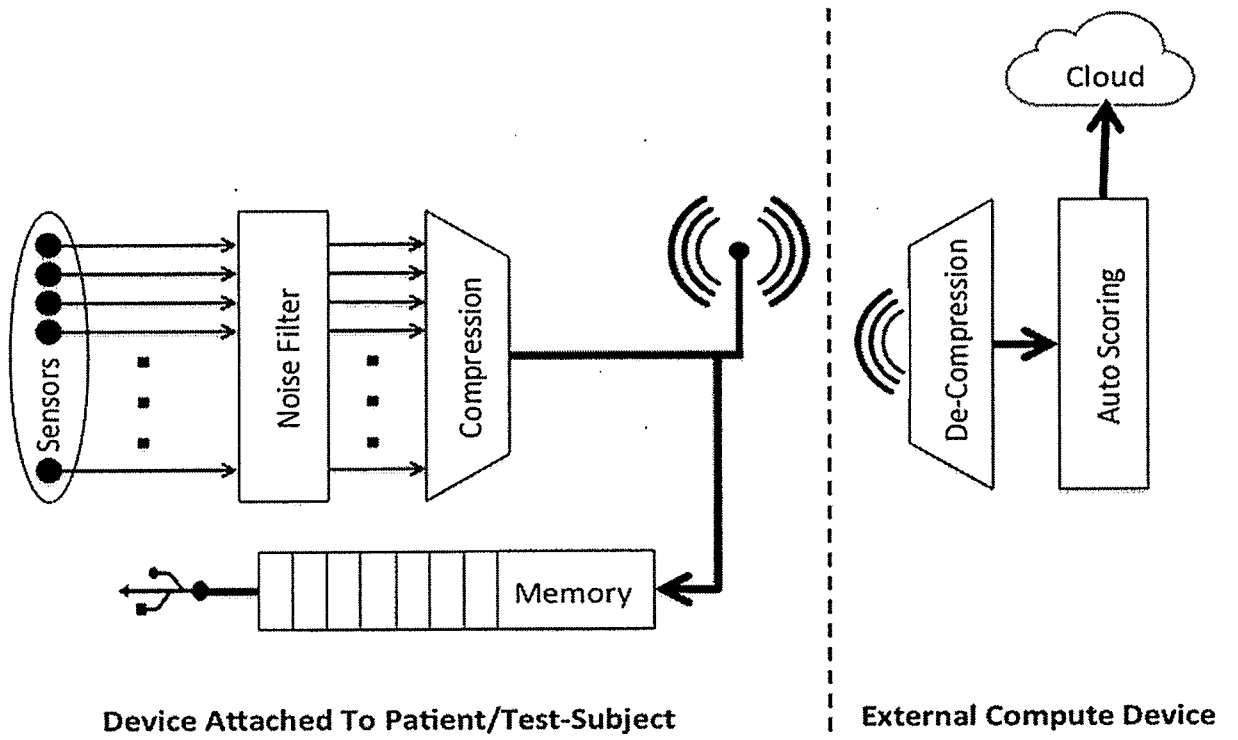 Cloud
Sensors
Noise Filter
Compression
De-Compression
Auto Scoring
Memory
Device Attached To Patient/Test-Subject
External Compute Device